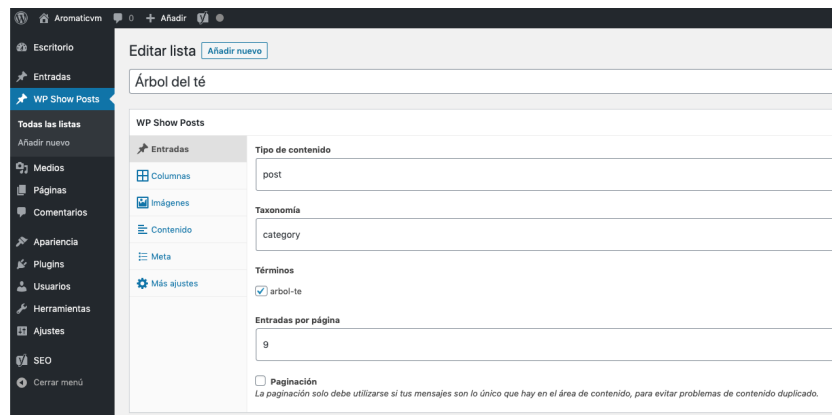 Aromaticvm 0 + Añadir
Escritorio
Entradas
WP Show Posts
Todas las listas
Añadir nuevo
Medios
Páginas
Comentarios
Apariencia
Plugins
Usuarios
Herramientas
Ajustes
SEO
Cerrar menú
Editar lista Añadir nuevo
Árbol del té
WP Show Posts
Entradas
Columnas
Imágenes
Contenido
Meta
Más ajustes
Tipo de contenido
post
Taxonomía
category
Términos
arbol-te
Entradas por página
9
Paginación
La paginación solo debe utilizarse si tus mensajes son lo único que hay en el área de contenido, para evitar problemas de contenido duplicado.